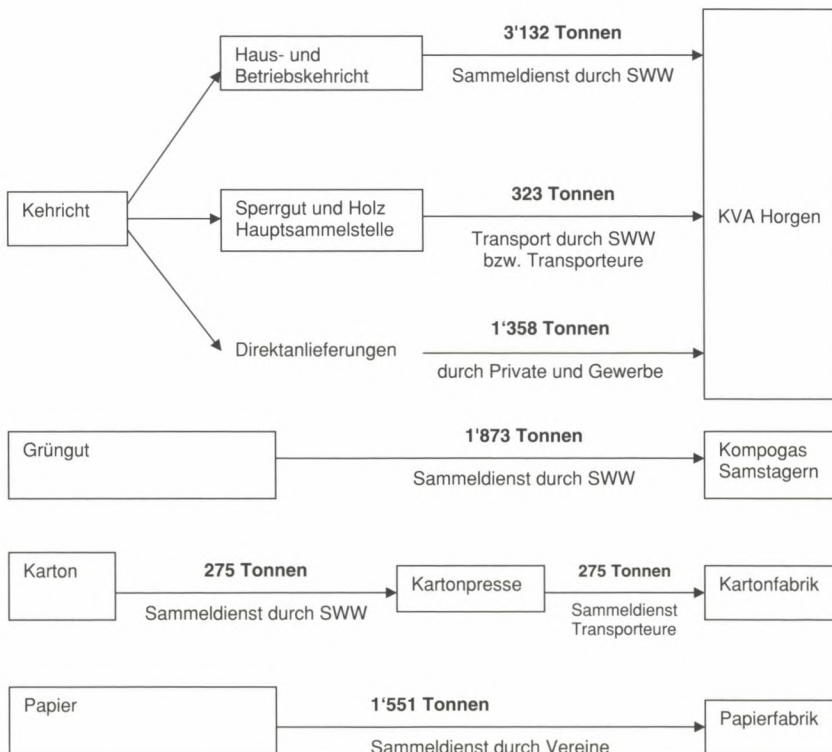 3'132 Tonnen
Haus- und
Betriebskehricht
Sammeldienst durch SWW
Kehricht
Sperrgut und Holz
Hauptsammelstelle
323 Tonnen
Transport durch SWW
bzw. Transporteure
KVA Horgen
Direktanlieferungen
1'358 Tonnen
durch Private und Gewerbe
Grüngut
1'873 Tonnen
Sammeldienst durch SWW
Kompogas
Samstagern
Karton
275 Tonnen
Sammeldienst durch SWW
Kartonpresse
275 Tonnen
Sammeldienst
Transporteure
Kartonfabrik
Papier
1'551 Tonnen
Sammeldienst durch Vereine
Papierfabrik